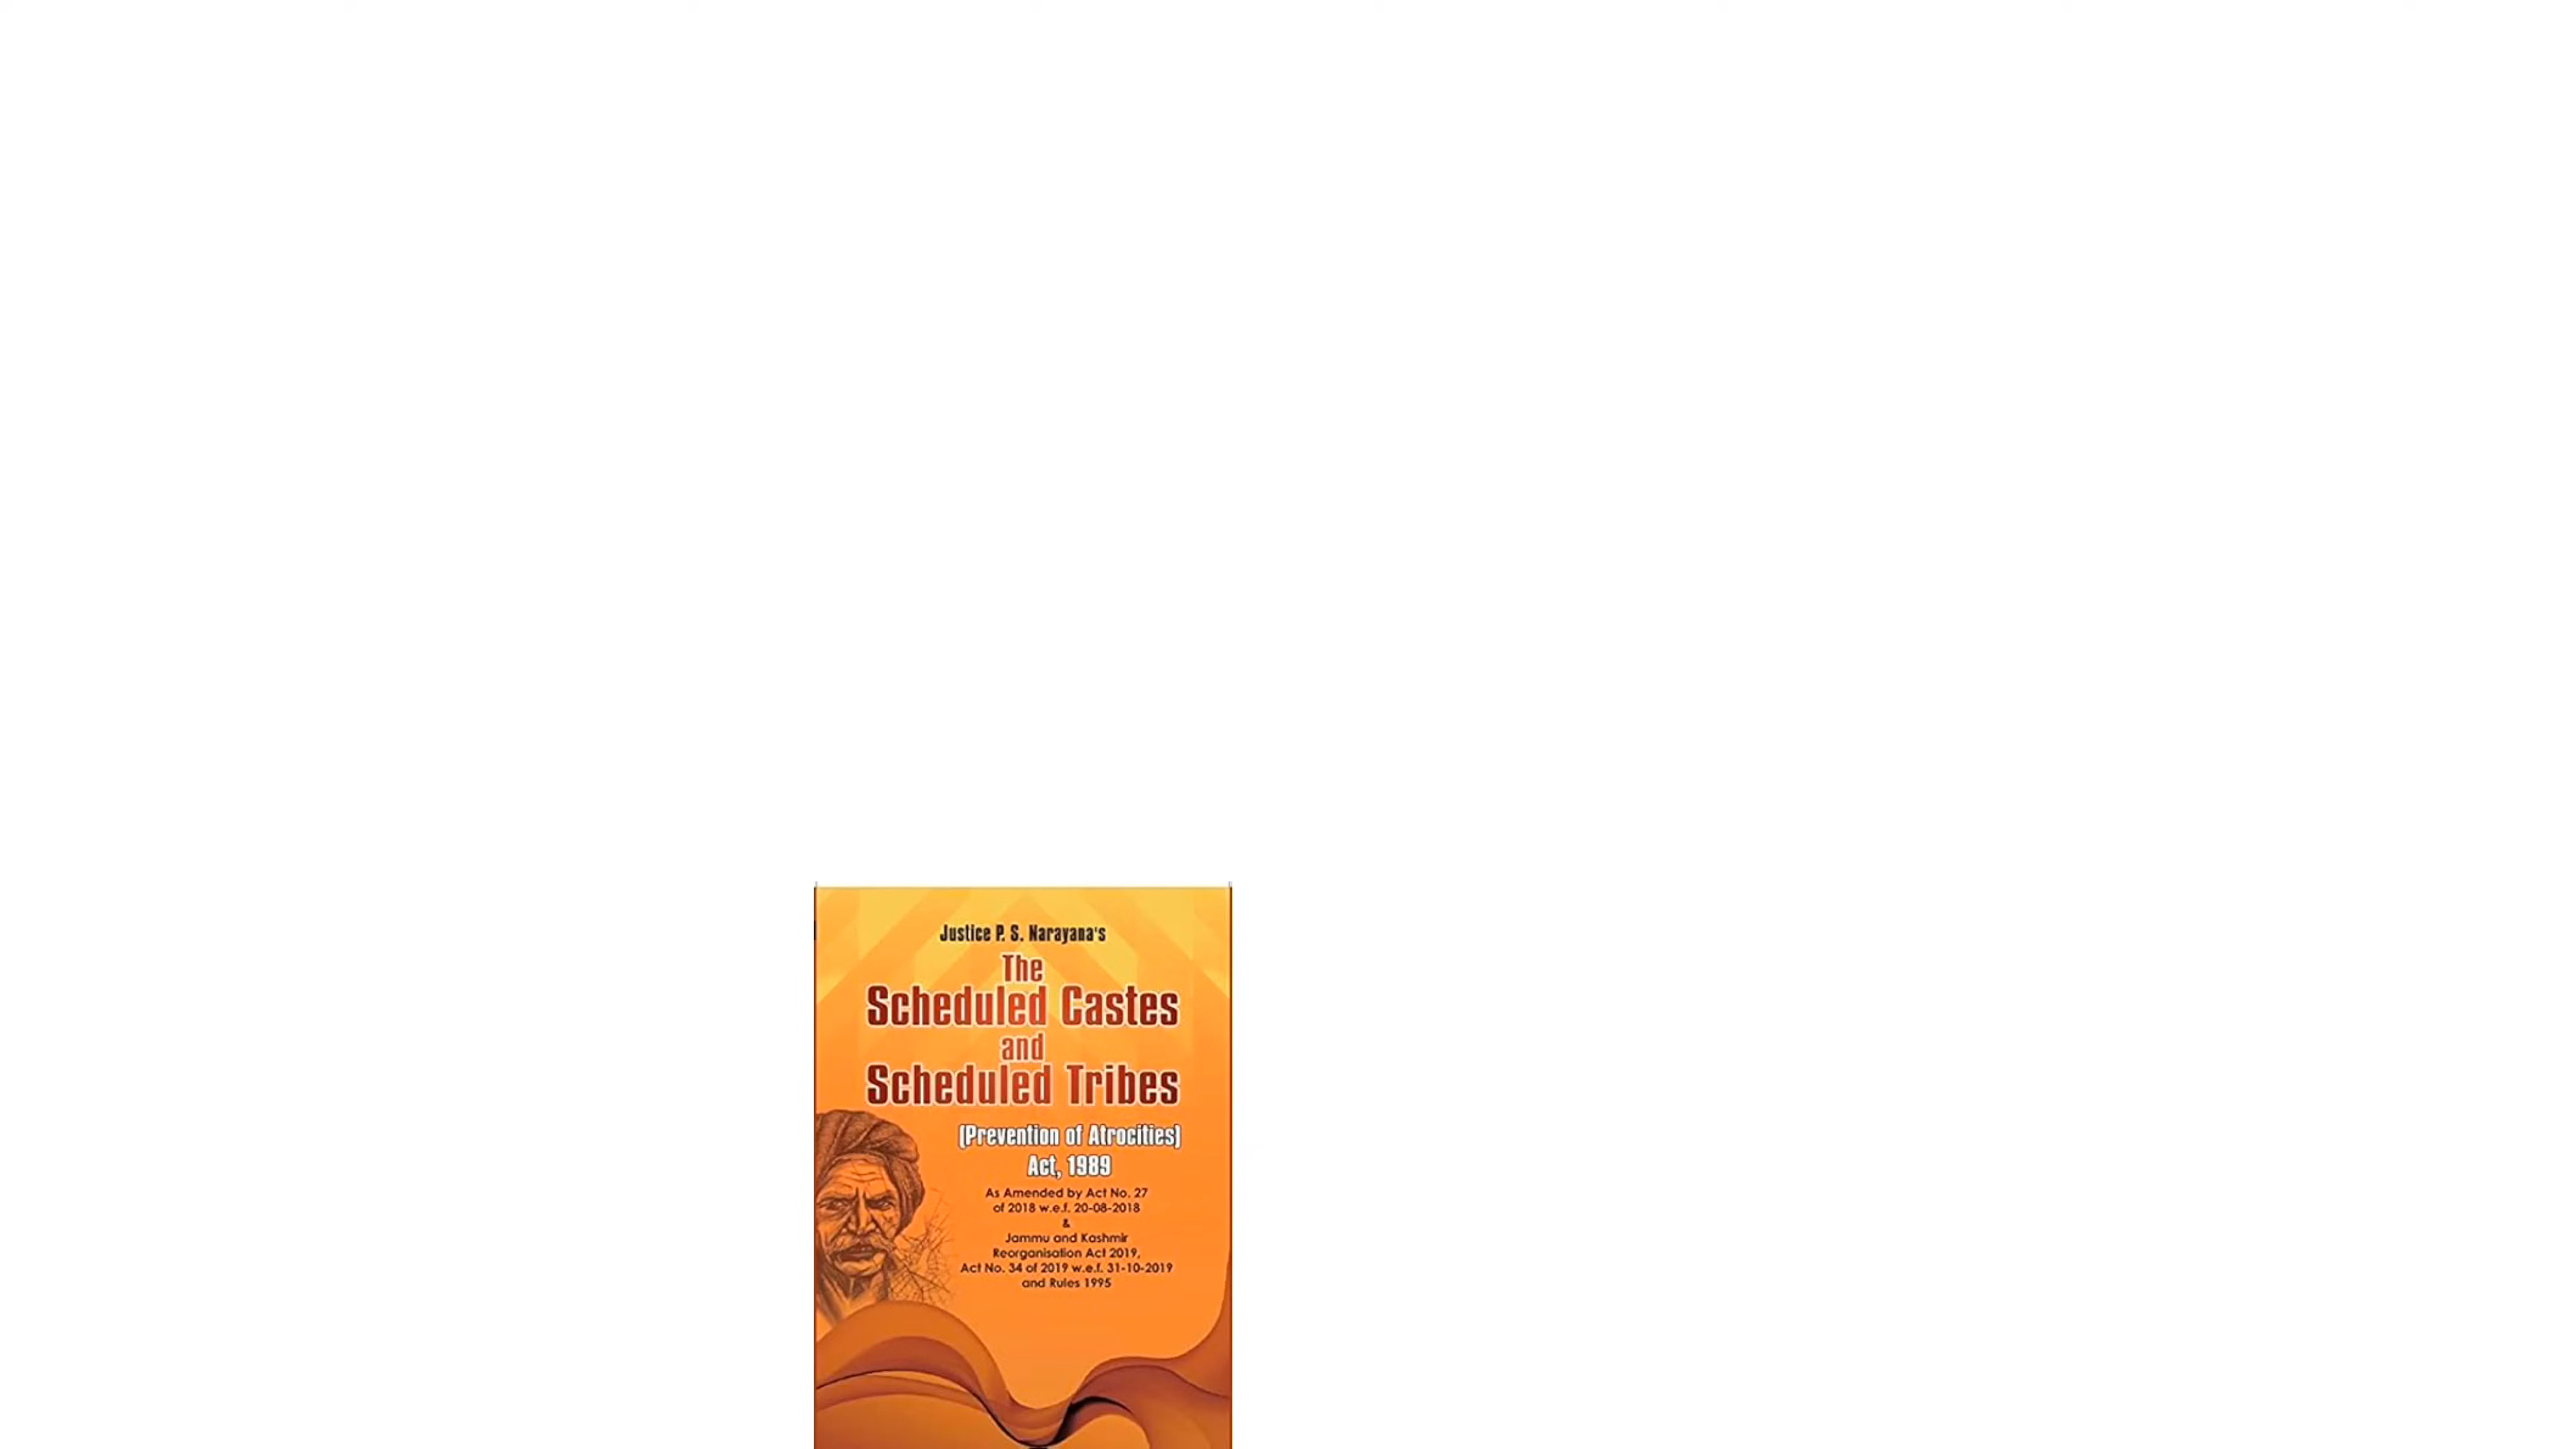 Justice P. S. Narayana's
The
Scheduled Castes
and
Scheduled Tribes
(Prevention of Atrocities)
Act, 1989
As Amended by Act No. 27
of 2018 w.e.f. 20-08-2018
&
Jammu and Kashmir
Reorganisation Act 2019,
Act No. 34 of 2019 w.e.f. 31-10-2019
and Rules 1995